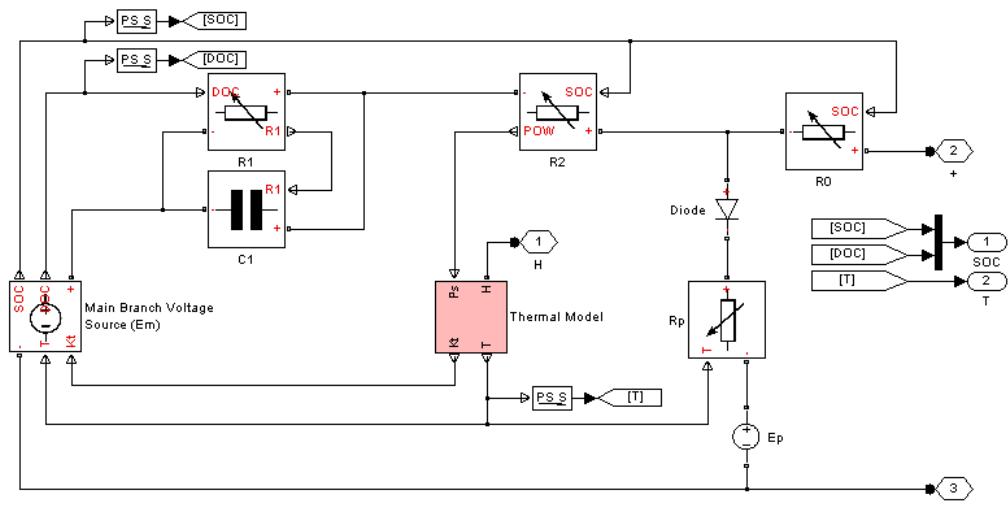 PS S
[SOC]
PS S
[DOC]
DOC
+
-
R1
R1
R1
-
+
C1
-
SOC
POW
+
R2
SOC
-
+
R0
2
+
Diode
+
-
[SOC]
[DOC]
[T]
1
SOC
2
T
1
H
SOC
DOC
+
-
T
Kt
Main Branch Voltage
Source (Em)
Ps
H
Kt
T
Thermal Model
Rp
+
T
-
PS S
[T]
+
-
Ep
3